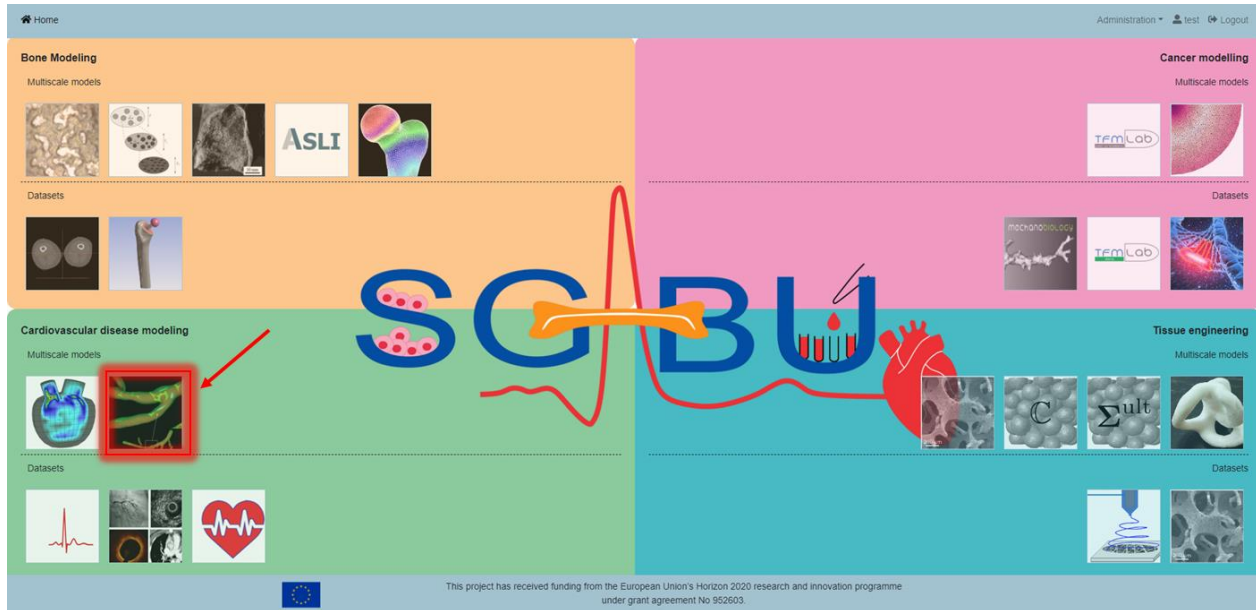 Home
Administration
test
Logout
Bone Modeling
Multiscale models
ASLI
Datasets
Cancer modelling
Multiscale models
TFMLab
Datasets
mechanobiology
TFMLab
SGABU
Cardiovascular disease modeling
Multiscale models
Datasets
Tissue engineering
Multiscale models
ℂ
Σult
Datasets
This project has received funding from the European Union's Horizon 2020 research and innovation programme
under grant agreement No 952603.